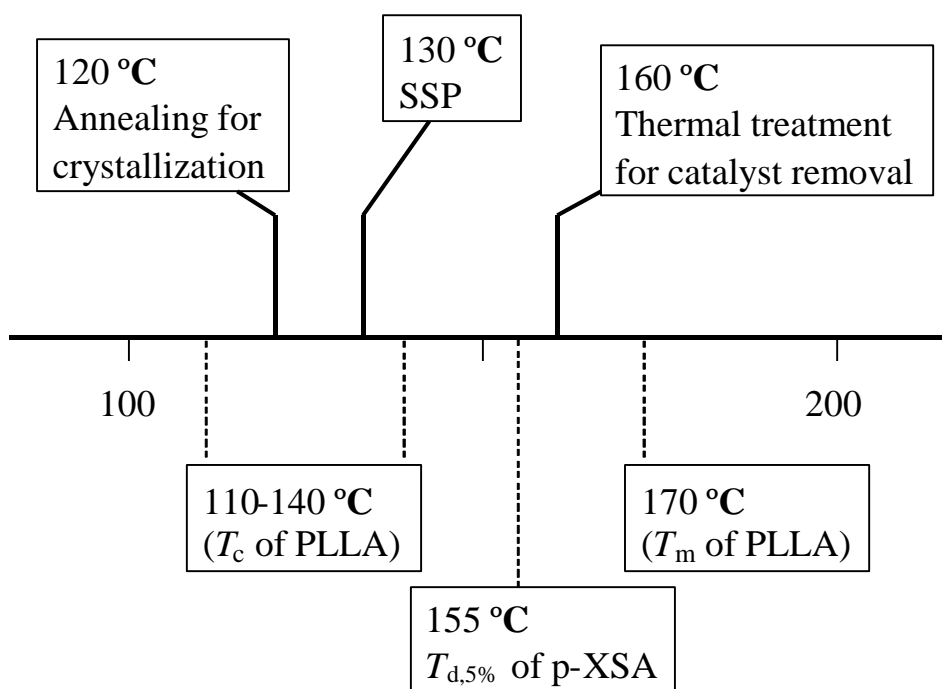 120 ºC
Annealing for
crystallization
130 ºC
SSP
160 ºC
Thermal treatment
for catalyst removal
100
200
110-140 ºC
(Tc of PLLA)
170 ºC
(Tm of PLLA)
155 ºC
Td,5% of p-XSA